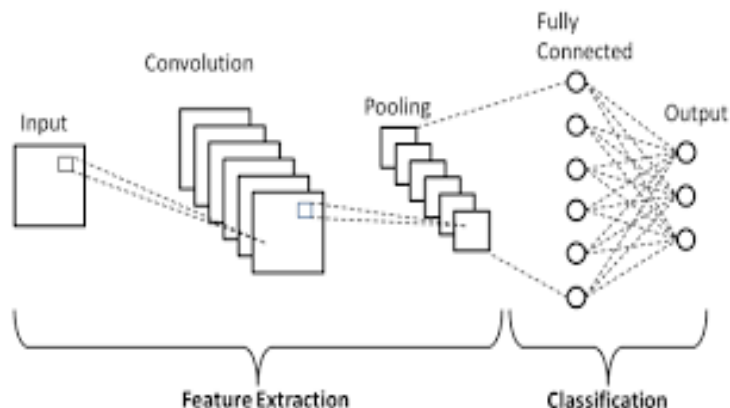 Fully
Connected
Convolution
Pooling
Output
Input
Feature Extraction
Classification